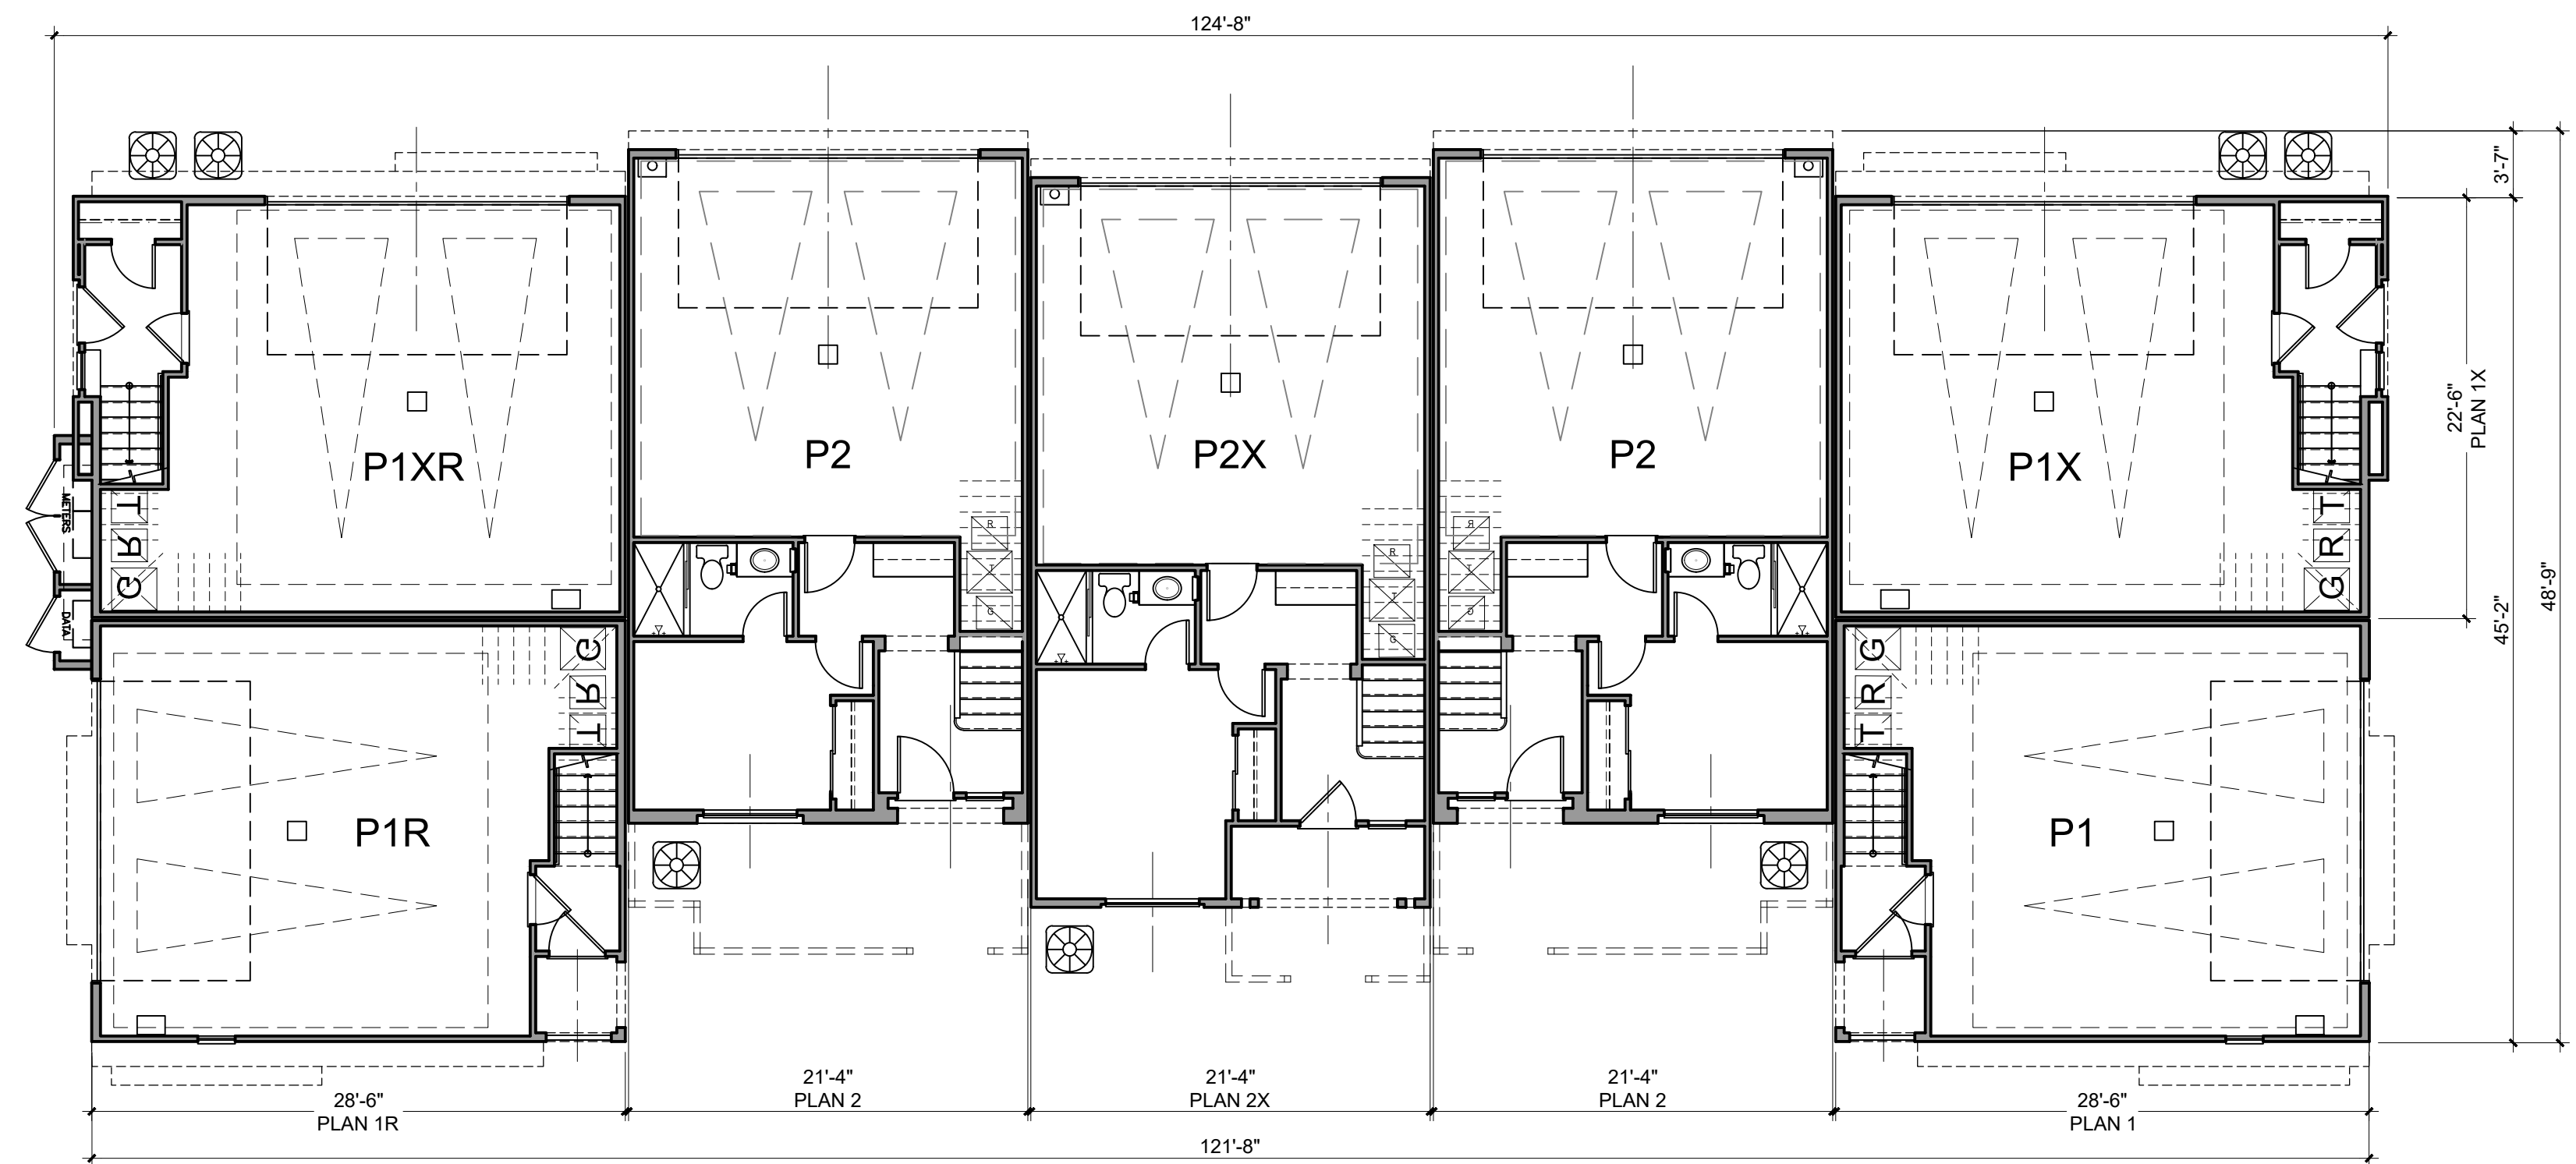 124'-8"
3'-7"
P2
P2X
P2
P1XR
P1X
22'-6"
PLAN 1X
45'-2"
48'-9"
METERS
DATA
T
R
G
R
T
G
R
T
G
R
T
G
T
R
G
G
R
T
G
R
T
P1R
P1
21'-4"
PLAN 2
21'-4"
PLAN 2X
21'-4"
PLAN 2
28'-6"
PLAN 1R
28'-6"
PLAN 1
121'-8"